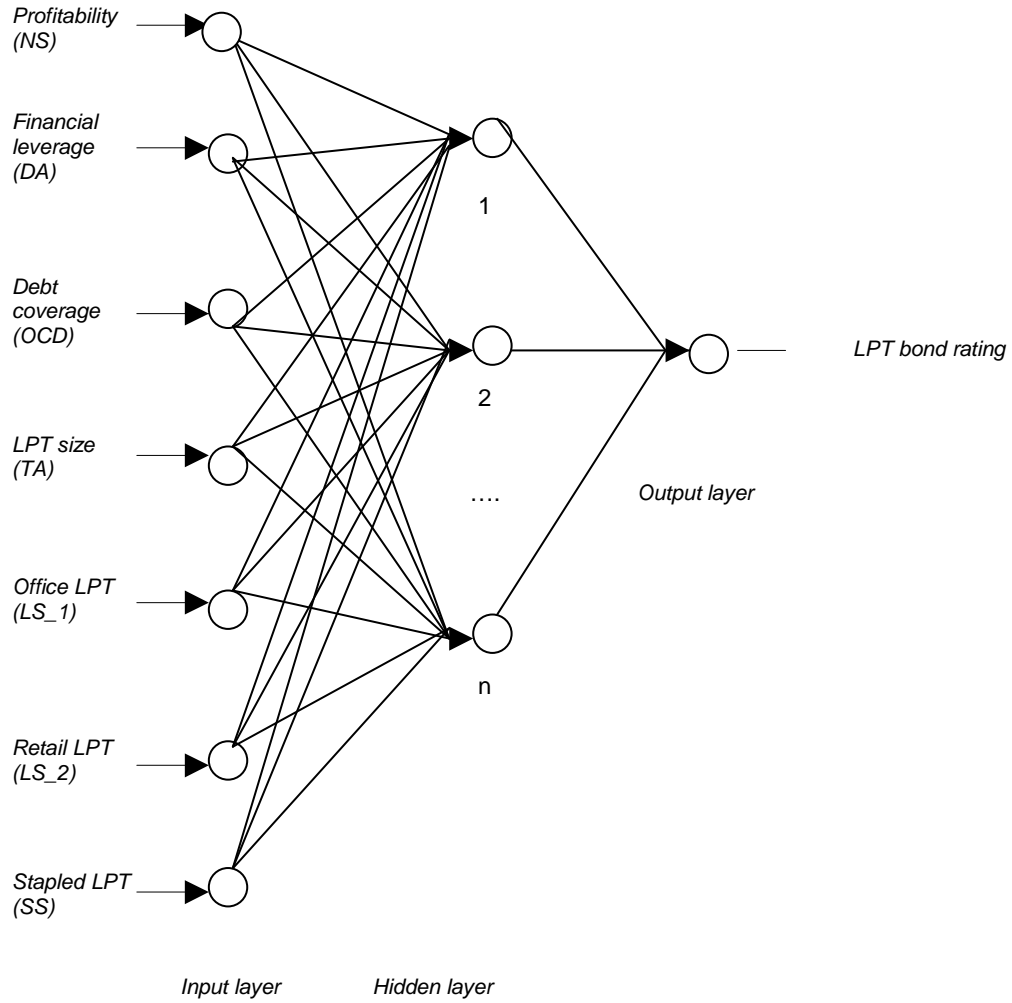 Profitability
(NS)
Financial
leverage
(DA)
1
Debt
coverage
(OCD)
LPT bond rating
2
LPT size
(TA)
....
Output layer
Office LPT
(LS_1)
n
Retail LPT
(LS_2)
Stapled LPT
(SS)
Input layer
Hidden layer